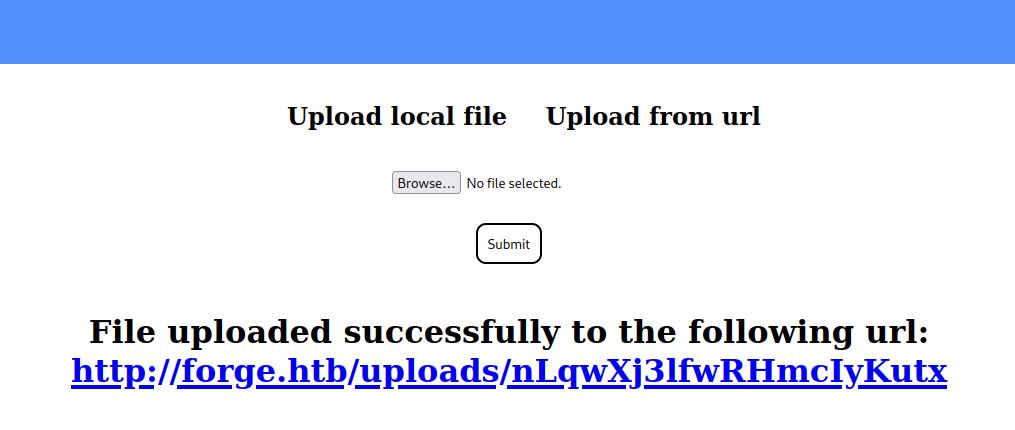 Upload local file Upload from url
Browse... No file selected.
Submit
File uploaded successfully to the following url:
http://forge.htb/uploads/nLqwXj3lfwRHmcIyKutx